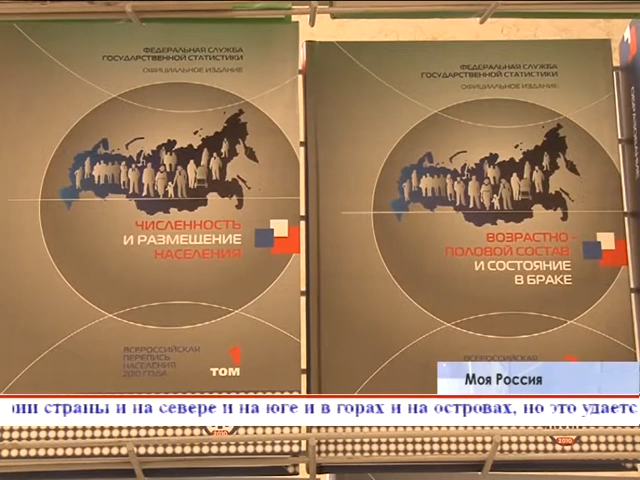 ФЕДЕРАЛЬНАЯ СЛУЖБА
ГОСУДАРСТВЕННОЙ СТАТИСТИКИ
ОФИЦИАЛЬНОЕ ИЗДАНИЕ
ЧИСЛЕННОСТЬ
И РАЗМЕЩЕНИЕ
НАСЕЛЕНИЯ
ВСЕРОССИЙСКАЯ
ПЕРЕПИСЬ
НАСЕЛЕНИЯ
2010 ГОДА
1
ТОМ
ФЕДЕРАЛЬНАЯ СЛУЖБА
ГОСУДАРСТВЕННОЙ СТАТИСТИКИ
ОФИЦИАЛЬНОЕ ИЗДАНИЕ
ВОЗРАСТНО-
ПОЛОВОЙ СОСТАВ
И СОСТОЯНИЕ
В БРАКЕ
ВСЕРОССИЙСКАЯ
Моя Россия
страны и на севере и на юге и в горах и на островах, но это
2010